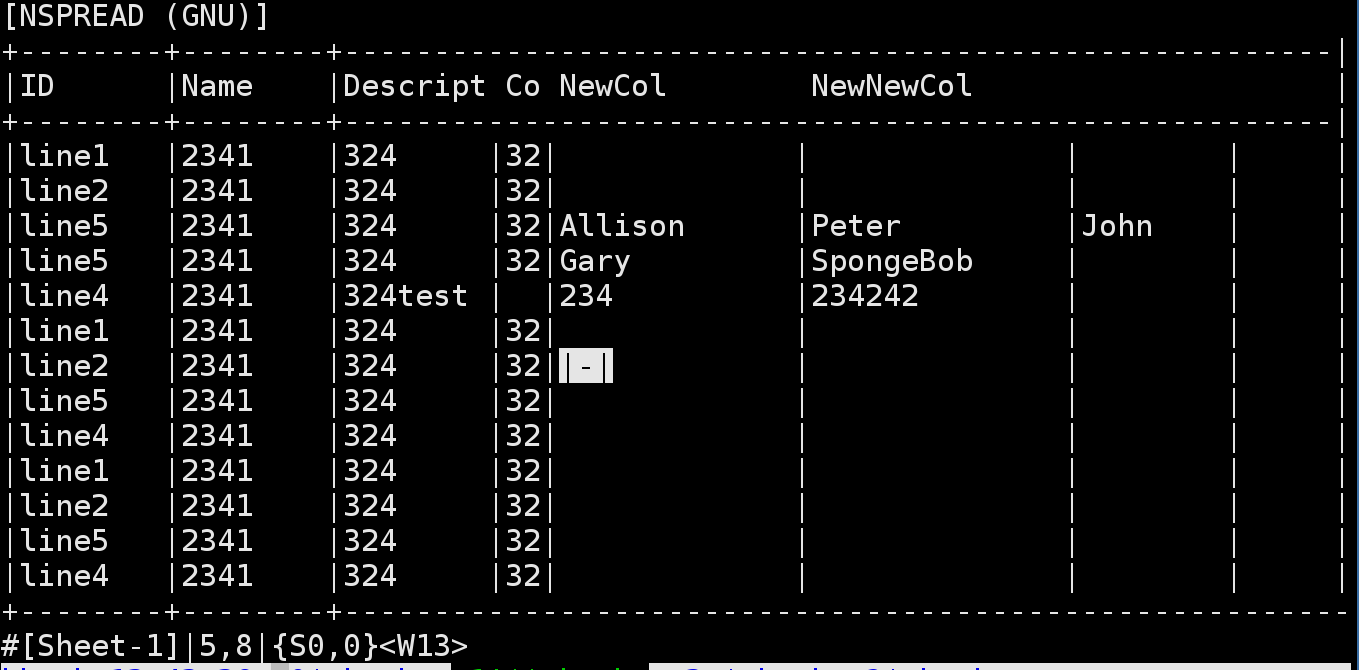 [NSPREAD (GNU)]
+--------+--------+-------------------------------------------------------|
|ID      |Name    |Descript Co NewCol        NewNewCol                    |
+--------+--------+-------------------------------------------------------|
|line1   |2341    |324     |32|             |              |        |     |
|line2   |2341    |324     |32|             |              |        |     |
|line5   |2341    |324     |32|Allison      |Peter         |John    |     |
|line5   |2341    |324     |32|Gary         |SpongeBob     |        |     |
|line4   |2341    |324test |  |234          |234242        |        |     |
|line1   |2341    |324     |32|             |              |        |     |
|line2   |2341    |324     |32||-|          |              |        |     |
|line5   |2341    |324     |32|             |              |        |     |
|line4   |2341    |324     |32|             |              |        |     |
|line1   |2341    |324     |32|             |              |        |     |
|line2   |2341    |324     |32|             |              |        |     |
|line5   |2341    |324     |32|             |              |        |     |
|line4   |2341    |324     |32|             |              |        |     |
+--------+--------+--------------------------------------------------------
#[Sheet-1]|5,8|{S0,0}<W13>